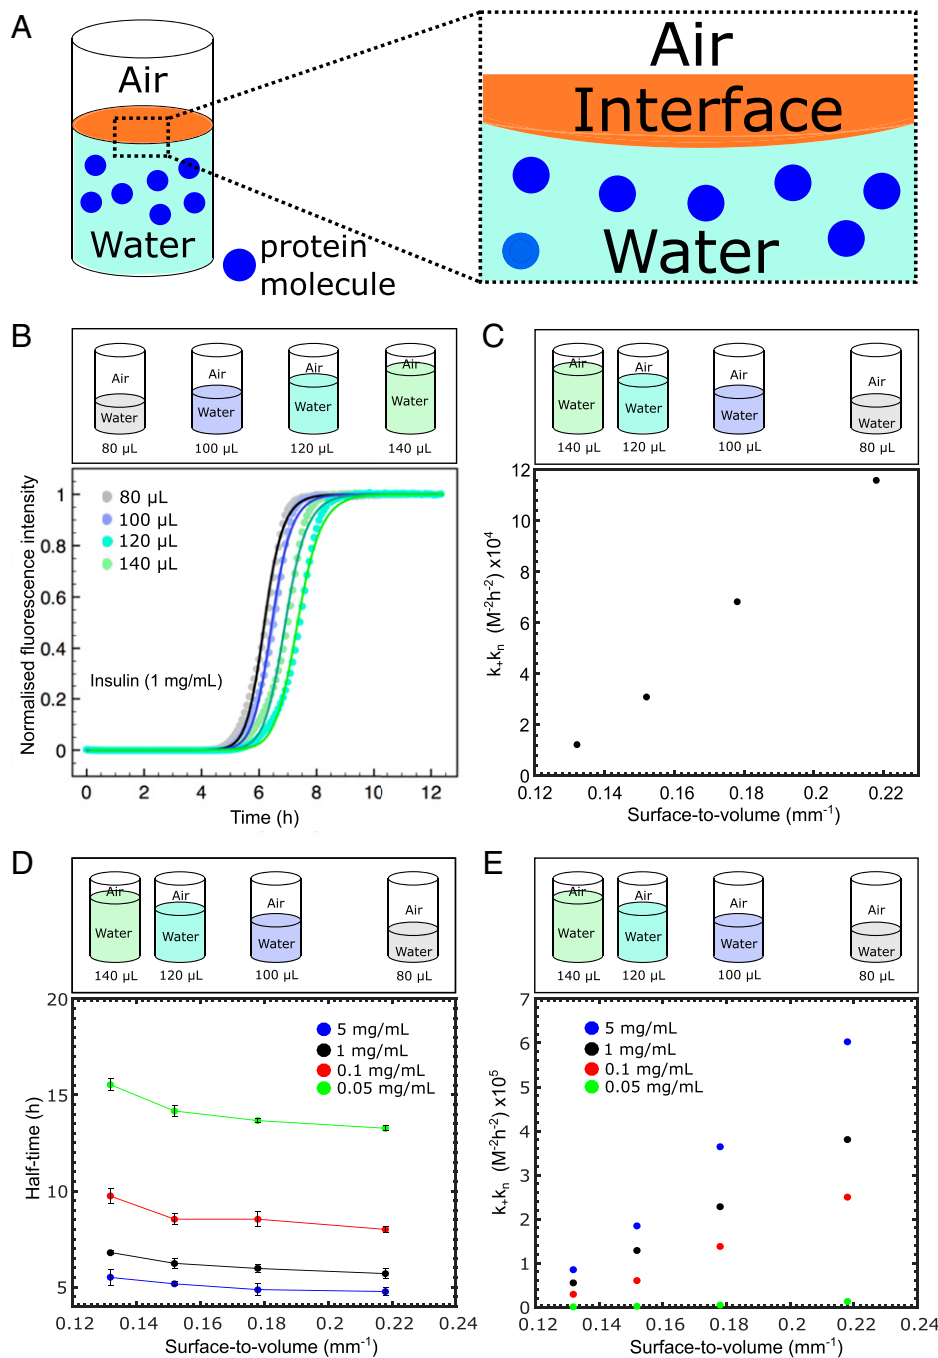 A
Air
Water
protein
molecule
Air
Interface
Water
B
Air
Water
80 µL
Air
Water
100 µL
Air
Water
120 µL
Air
Water
140 µL
Normalised fluorescence intensity
1
0.8
0.6
0.4
0.2
0
80 µL
100 µL
120 µL
140 µL
Insulin (1 mg/mL)
0 2 4 6 8 10 12
Time (h)
C
Air
Water
140 µL
Air
Water
120 µL
Air
Water
100 µL
Air
Water
80 µL
k₊kₙ (M⁻²h⁻²) x10⁴
12
10
8
6
4
2
0
0.12 0.14 0.16 0.18 0.2 0.22
Surface-to-volume (mm⁻¹)
D
Air
Water
140 µL
Air
Water
120 µL
Air
Water
100 µL
Air
Water
80 µL
Half-time (h)
20
15
10
5
5 mg/mL
1 mg/mL
0.1 mg/mL
0.05 mg/mL
0.12 0.14 0.16 0.18 0.20 0.22 0.24
Surface-to-volume (mm⁻¹)
E
Air
Water
140 µL
Air
Water
120 µL
Air
Water
100 µL
Air
Water
80 µL
k₊kₙ (M⁻²h⁻²) x10⁵
7
6
5
4
3
2
1
0
5 mg/mL
1 mg/mL
0.1 mg/mL
0.05 mg/mL
0.12 0.14 0.16 0.18 0.20 0.22 0.24
Surface-to-volume (mm⁻¹)